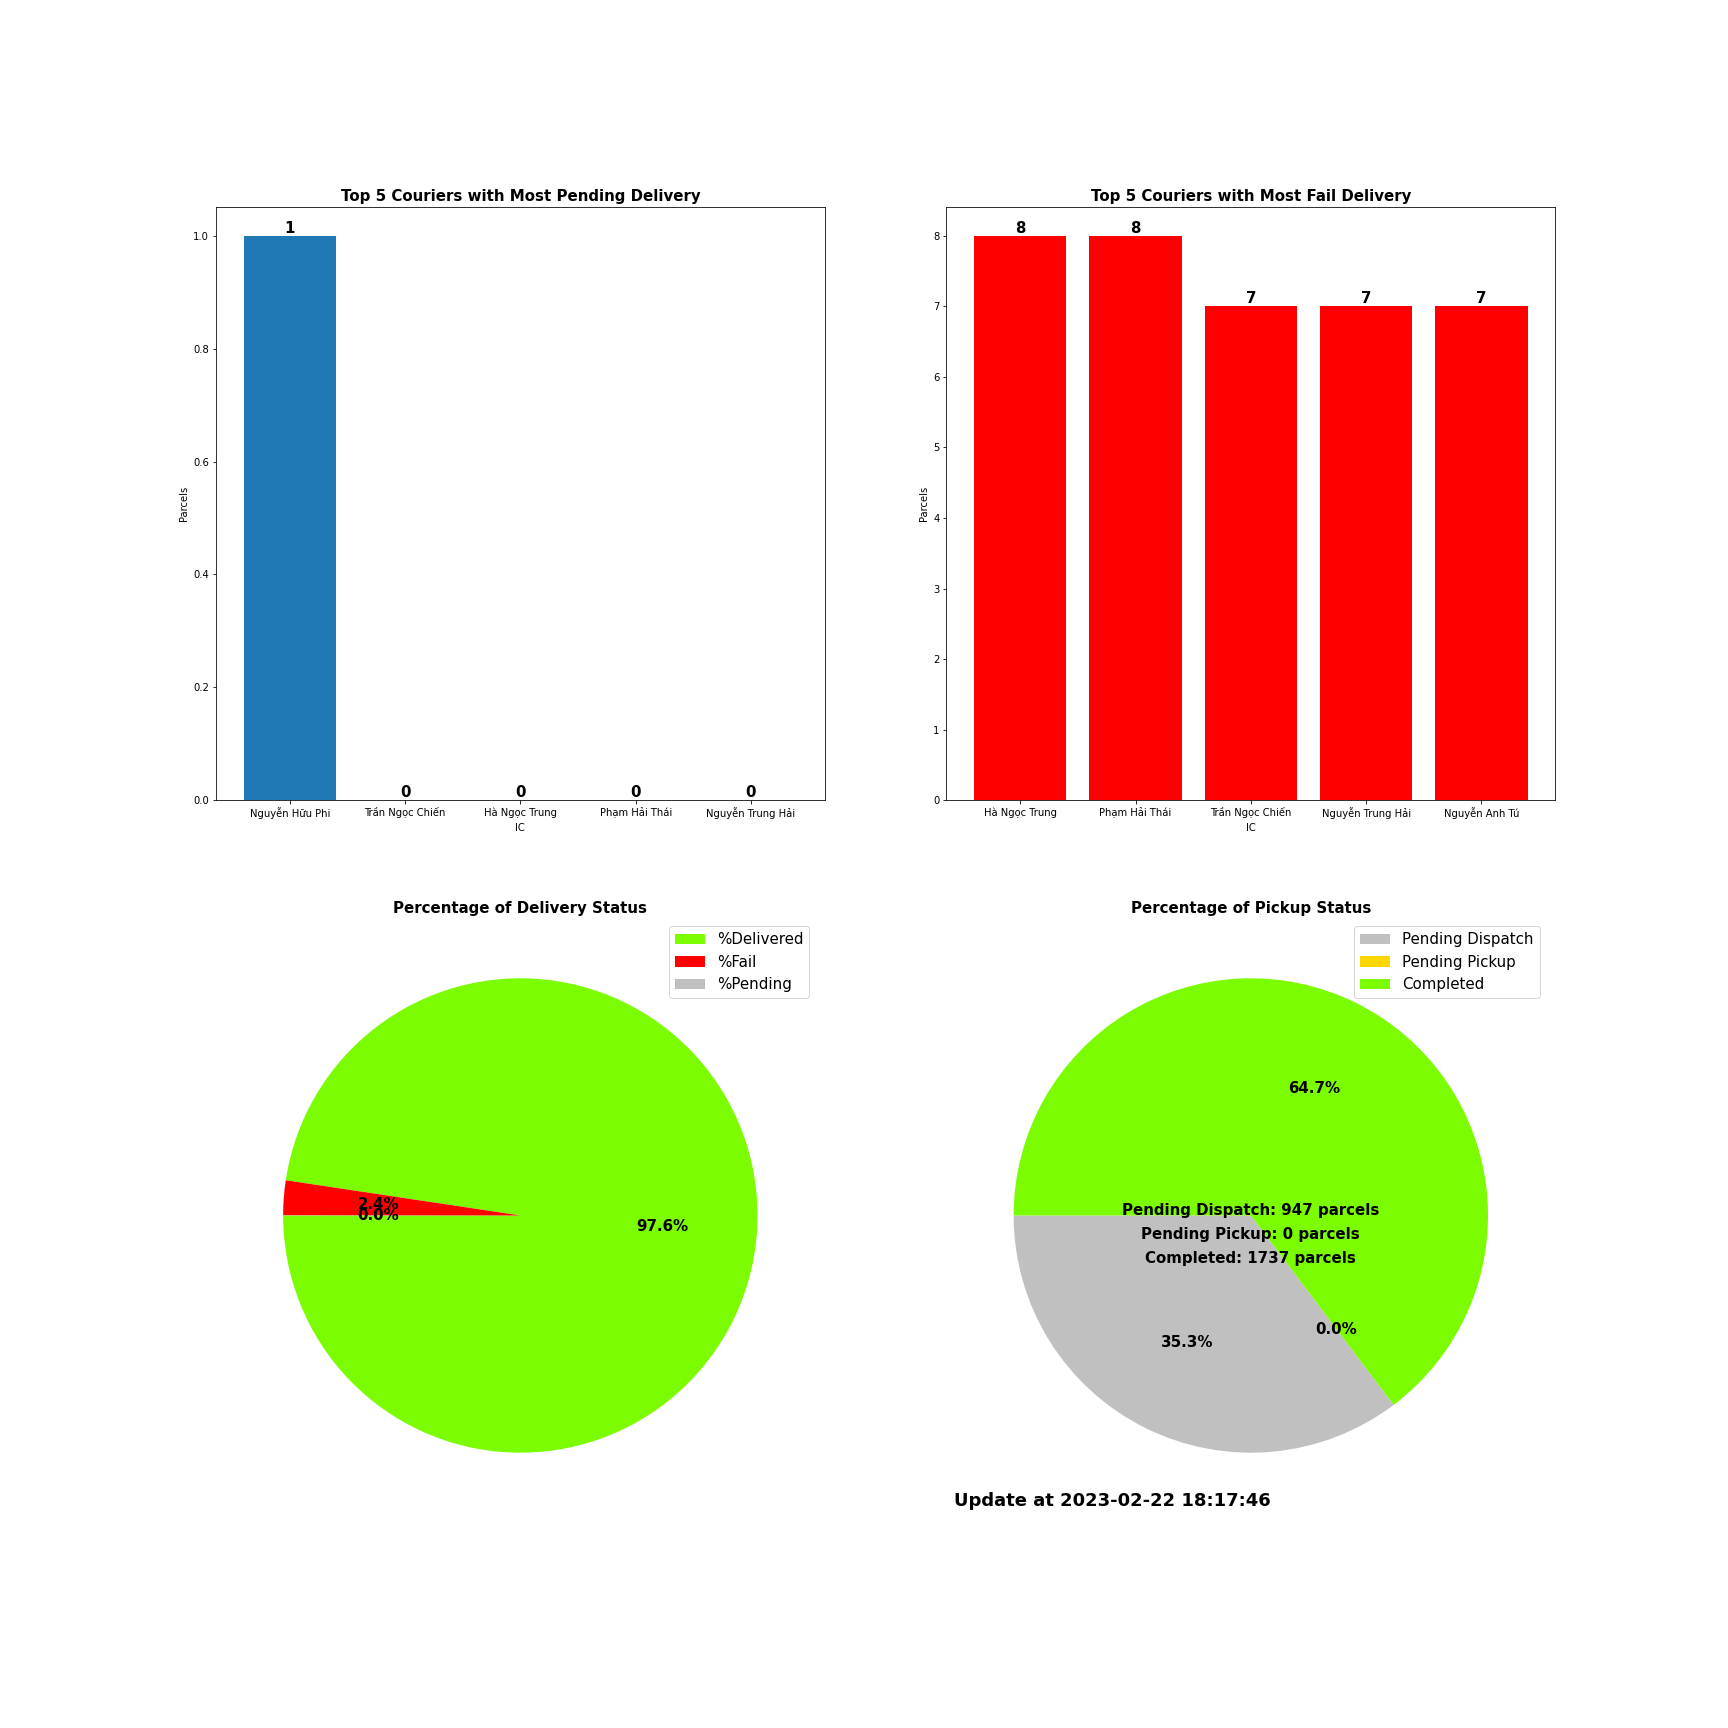 Top 5 Couriers with Most Pending Delivery
1
1.0
0.8
0.6
0.4
0.2
0.0
Parcels
0
0
0
0
Nguyễn Hữu Phi
Trần Ngọc Chiến
Hà Ngọc Trung
Phạm Hải Thái
Nguyễn Trung Hải
IC
Top 5 Couriers with Most Fail Delivery
8
8
7
7
7
8
7
6
5
4
3
2
1
0
Parcels
Hà Ngọc Trung
Phạm Hải Thái
Trần Ngọc Chiến
Nguyễn Trung Hải
Nguyễn Anh Tú
IC
Percentage of Delivery Status
%Delivered
%Fail
%Pending
2.4%
0.0%
97.6%
Percentage of Pickup Status
Pending Dispatch
Pending Pickup
Completed
64.7%
Pending Dispatch: 947 parcels
Pending Pickup: 0 parcels
Completed: 1737 parcels
0.0%
35.3%
Update at 2023-02-22 18:17:46